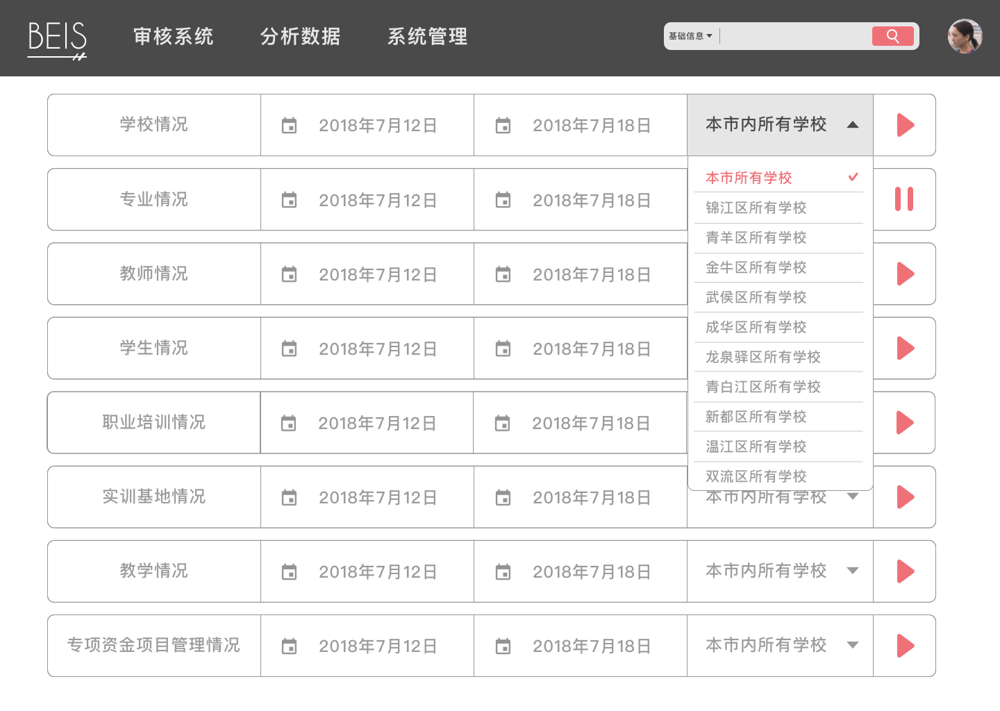 BEIS 审核系统 分析数据 系统管理 基础信息
学校情况 2018年7月12日 2018年7月18日 本市内所有学校
本市所有学校
专业情况 2018年7月12日 2018年7月18日
锦江区所有学校
青羊区所有学校
金牛区所有学校
教师情况 2018年7月12日 2018年7月18日
武侯区所有学校
成华区所有学校
学生情况 2018年7月12日 2018年7月18日
龙泉驿区所有学校
青白江区所有学校
新都区所有学校
职业培训情况 2018年7月12日 2018年7月18日
温江区所有学校
双流区所有学校
实训基地情况 2018年7月12日 2018年7月18日 本市内所有学校
教学情况 2018年7月12日 2018年7月18日 本市内所有学校
专项资金项目管理情况 2018年7月12日 2018年7月18日 本市内所有学校